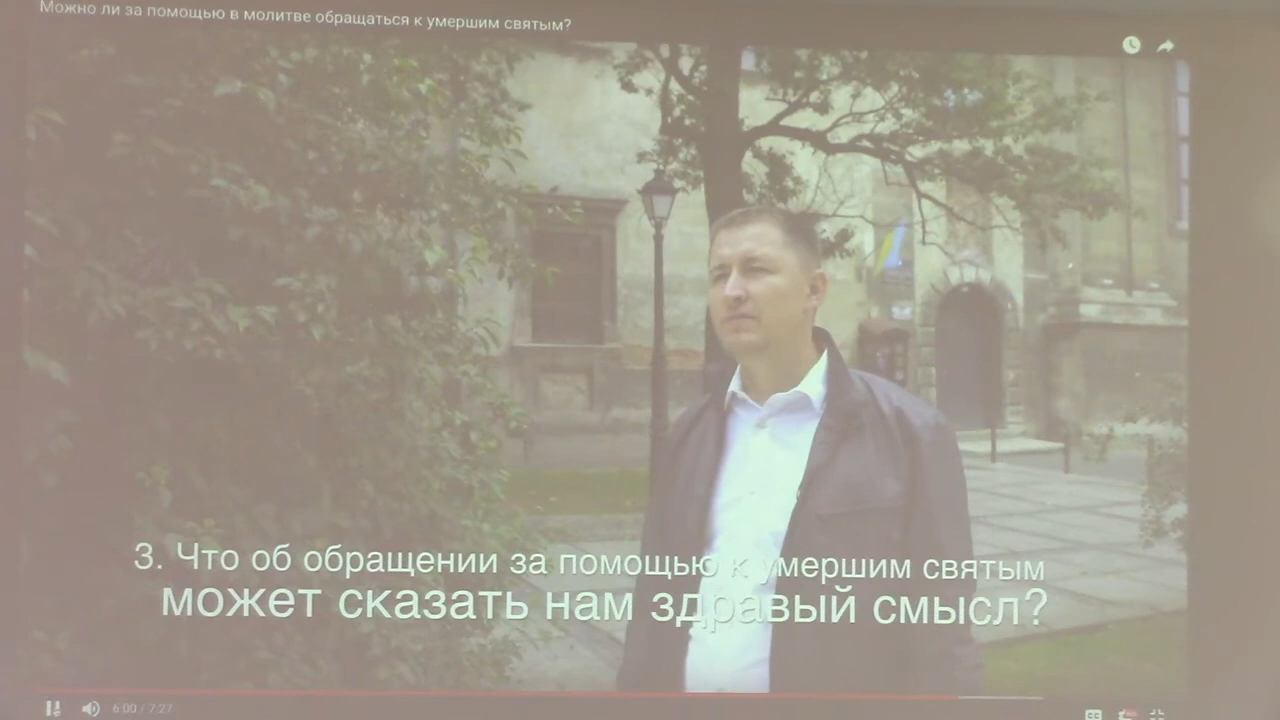 Можно ли за помощью в молитве обращаться к умершим святым?
3. Что об обращении за помощью к умершим святым
может сказать нам здравый смысл?
6:00 / 7:27
CC